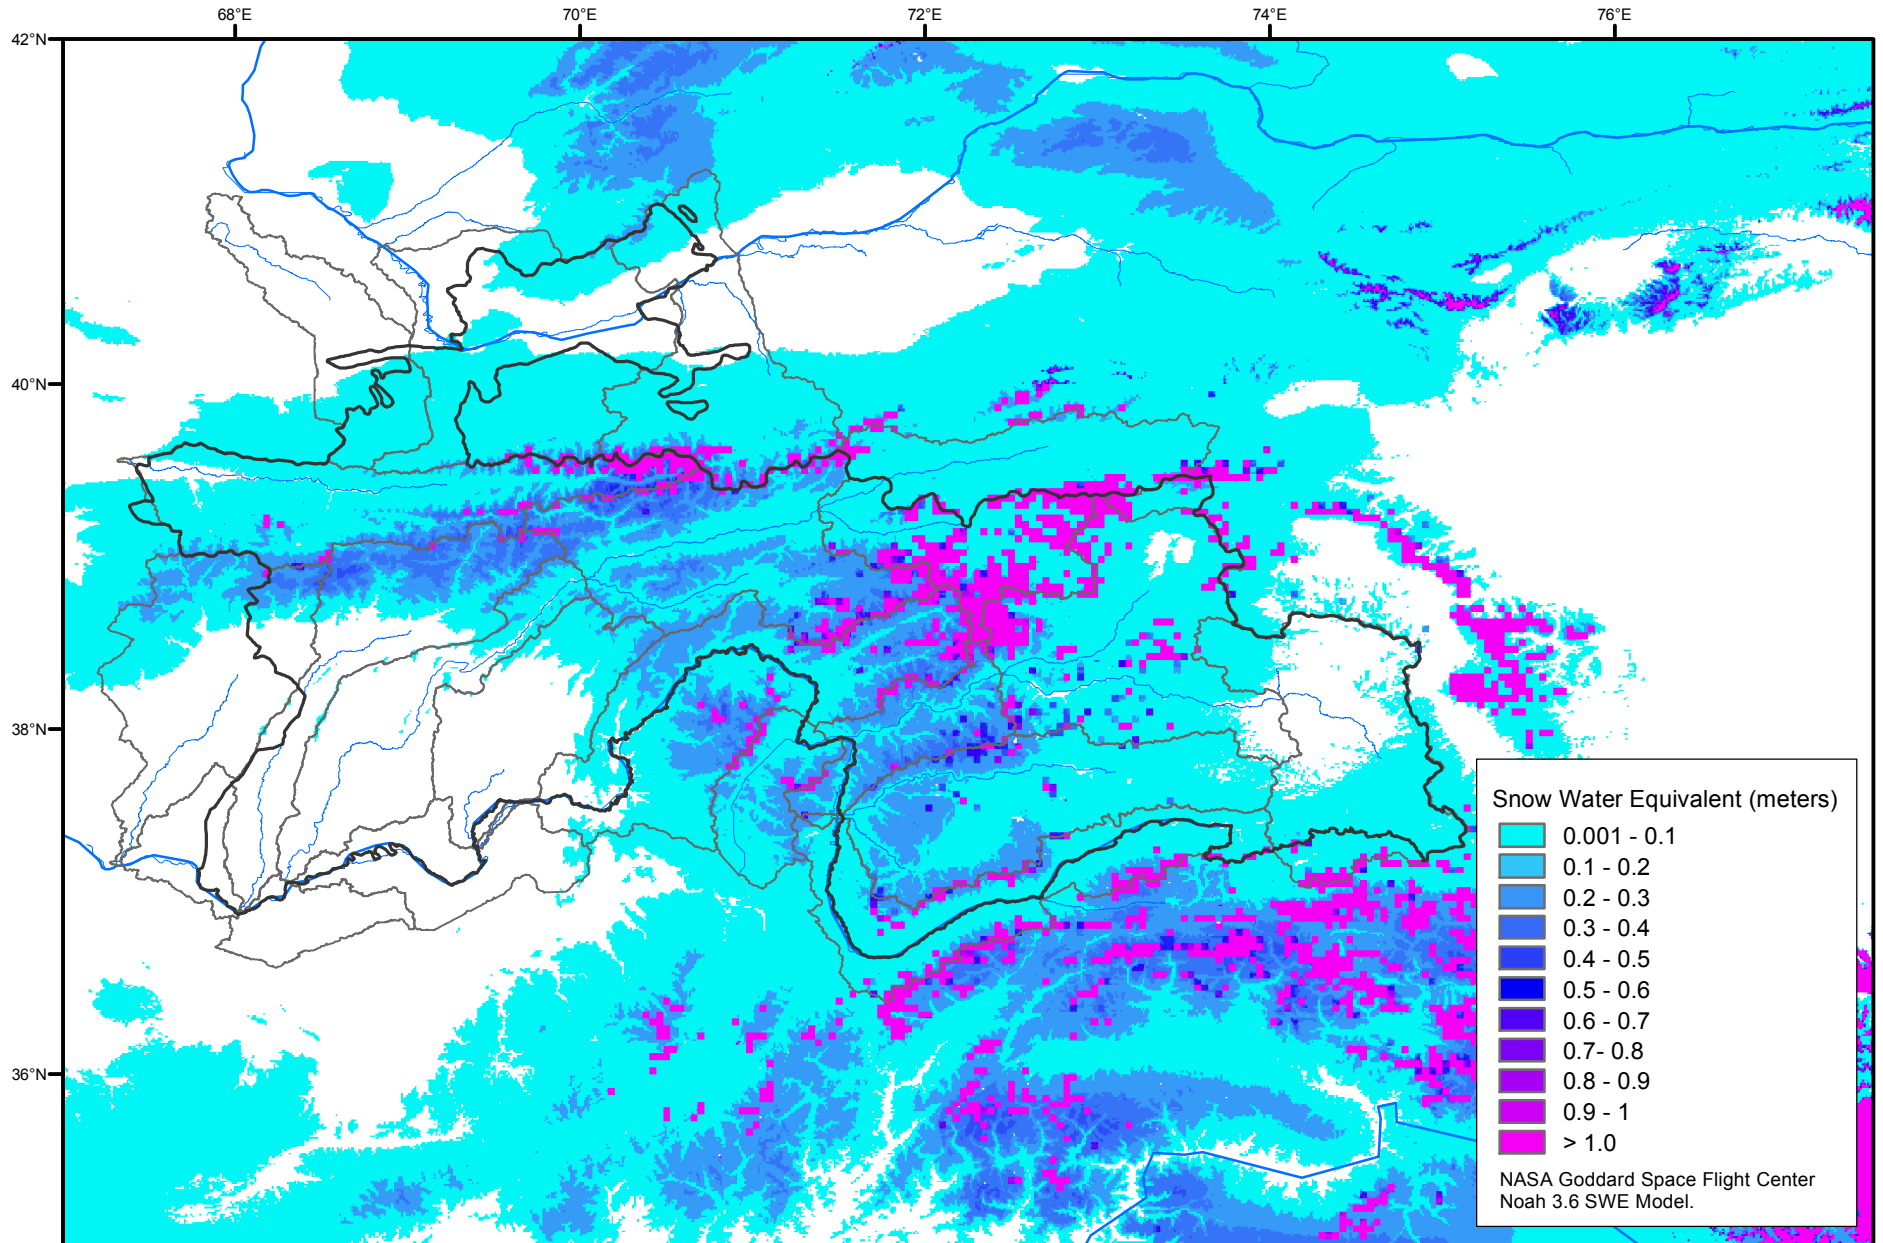 68°E
70°E
72°E
74°E
76°E
42°N
40°N
38°N
36°N
Snow Water Equivalent (meters)
0.001 - 0.1
0.1 - 0.2
0.2 - 0.3
0.3 - 0.4
0.4 - 0.5
0.5 - 0.6
0.6 - 0.7
0.7- 0.8
0.8 - 0.9
0.9 - 1
> 1.0
NASA Goddard Space Flight Center
Noah 3.6 SWE Model.